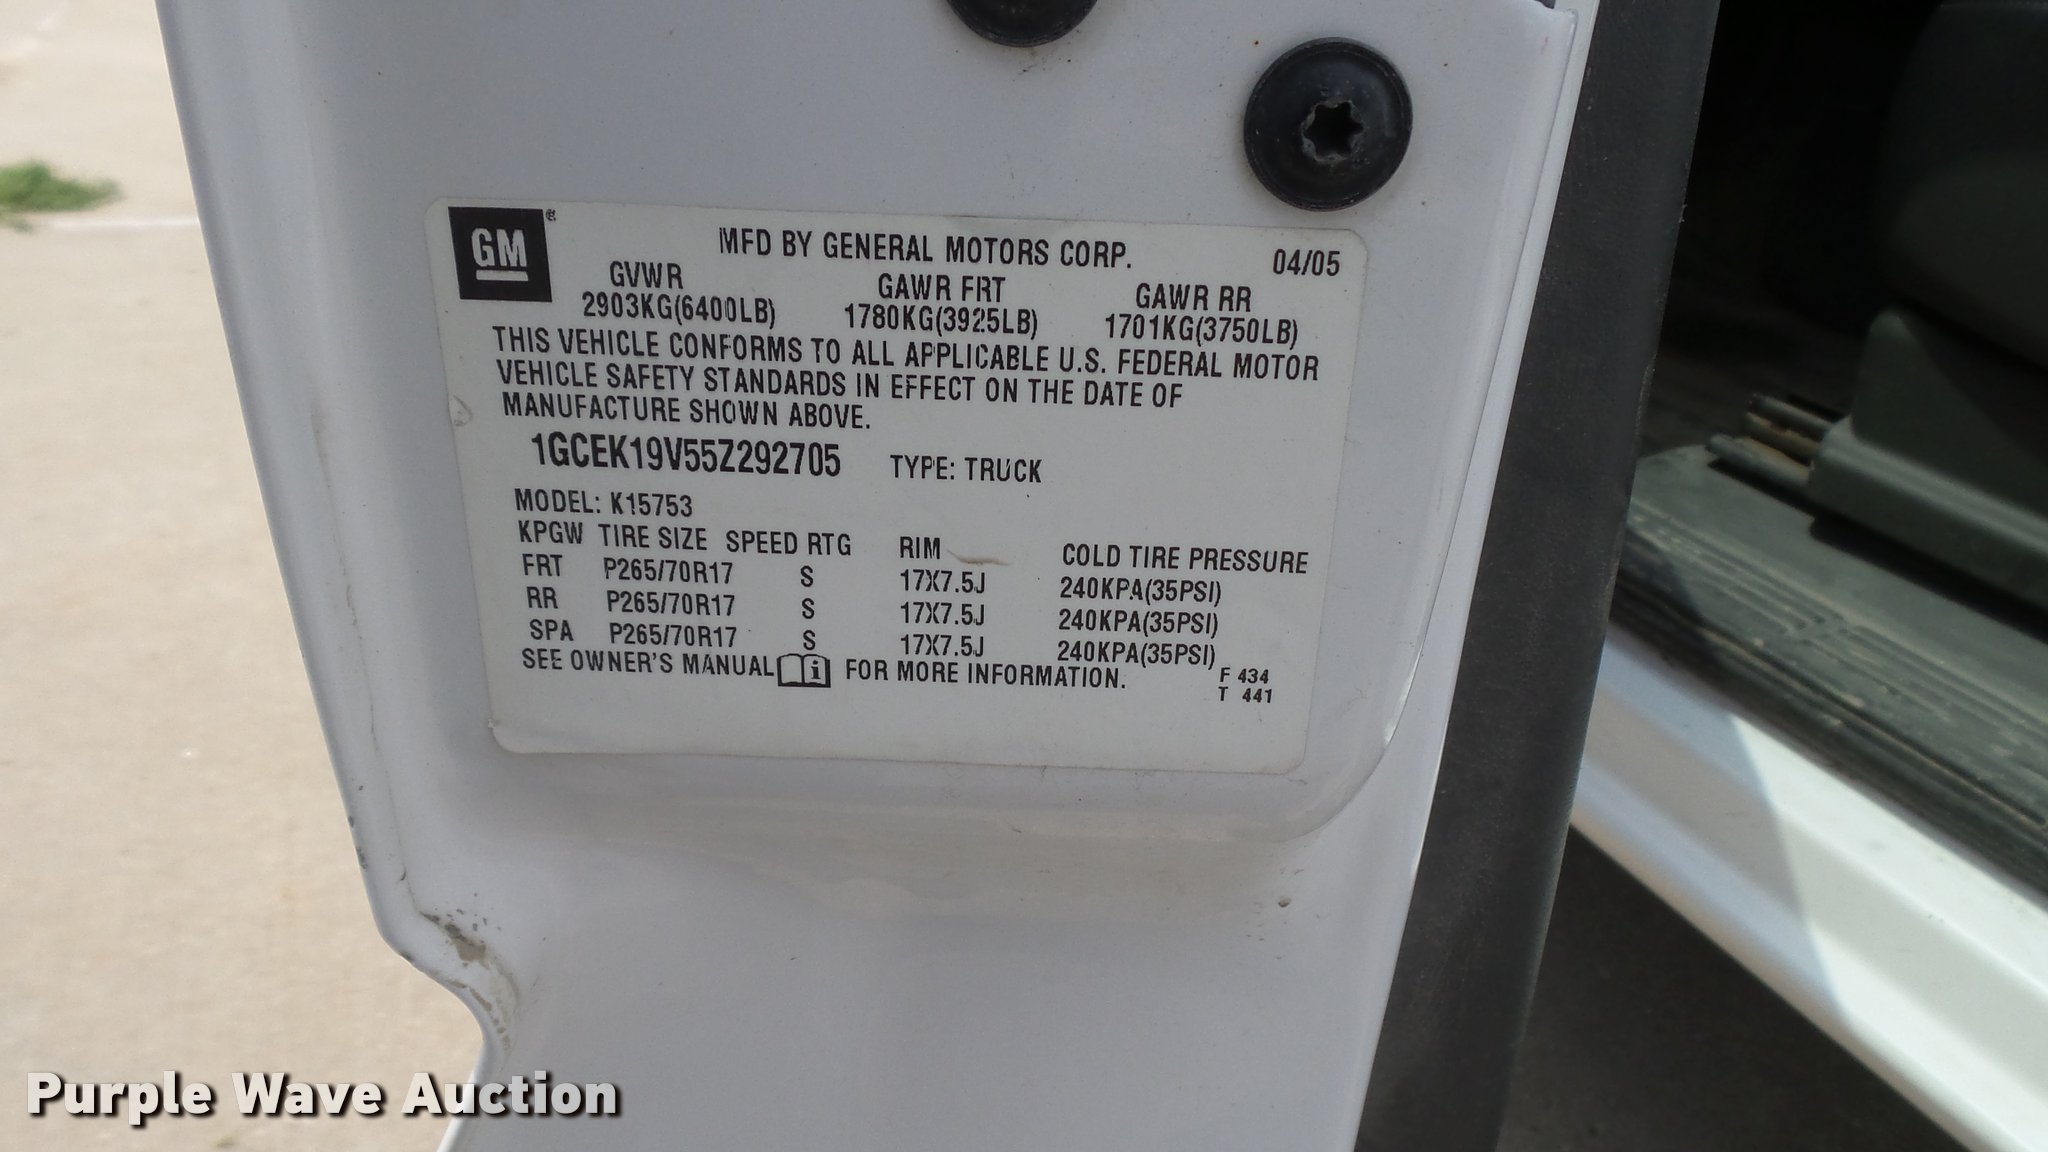 GM
MFD BY GENERAL MOTORS CORP. 04/05
GVWR GAWR FRT GAWR RR
2903KG(6400LB) 1780KG(3925LB) 1701KG(3750LB)
THIS VEHICLE CONFORMS TO ALL APPLICABLE U.S. FEDERAL MOTOR
VEHICLE SAFETY STANDARDS IN EFFECT ON THE DATE OF
MANUFACTURE SHOWN ABOVE.
1GCEK19V55Z292705 TYPE: TRUCK
MODEL: K15753
KPGW TIRE SIZE SPEED RTG RIM COLD TIRE PRESSURE
FRT P265/70R17 S 17X7.5J 240KPA(35PSI)
RR P265/70R17 S 17X7.5J 240KPA(35PSI)
SPA P265/70R17 S 17X7.5J 240KPA(35PSI)
SEE OWNER'S MANUAL i FOR MORE INFORMATION.
F 434
T 441
Purple Wave Auction